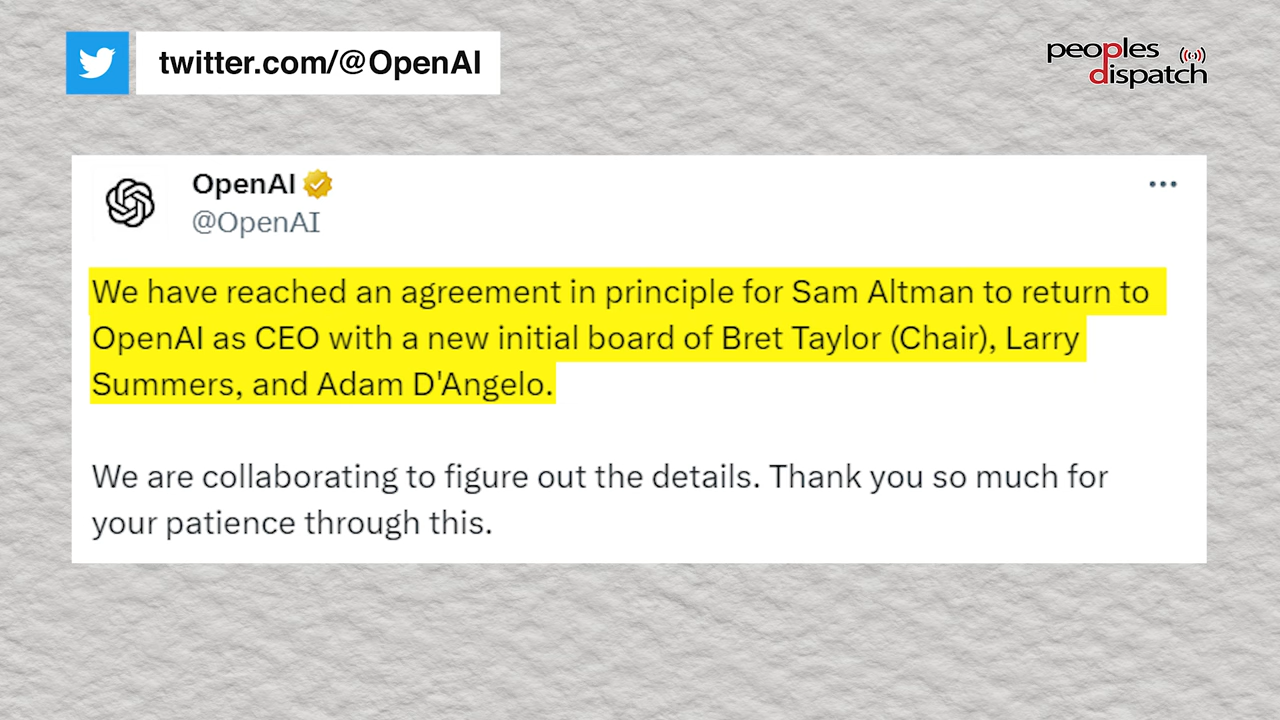 twitter.com/@OpenAI
peoples
dispatch
OpenAI
@OpenAI
We have reached an agreement in principle for Sam Altman to return to
OpenAI as CEO with a new initial board of Bret Taylor (Chair), Larry
Summers, and Adam D'Angelo.
We are collaborating to figure out the details. Thank you so much for
your patience through this.